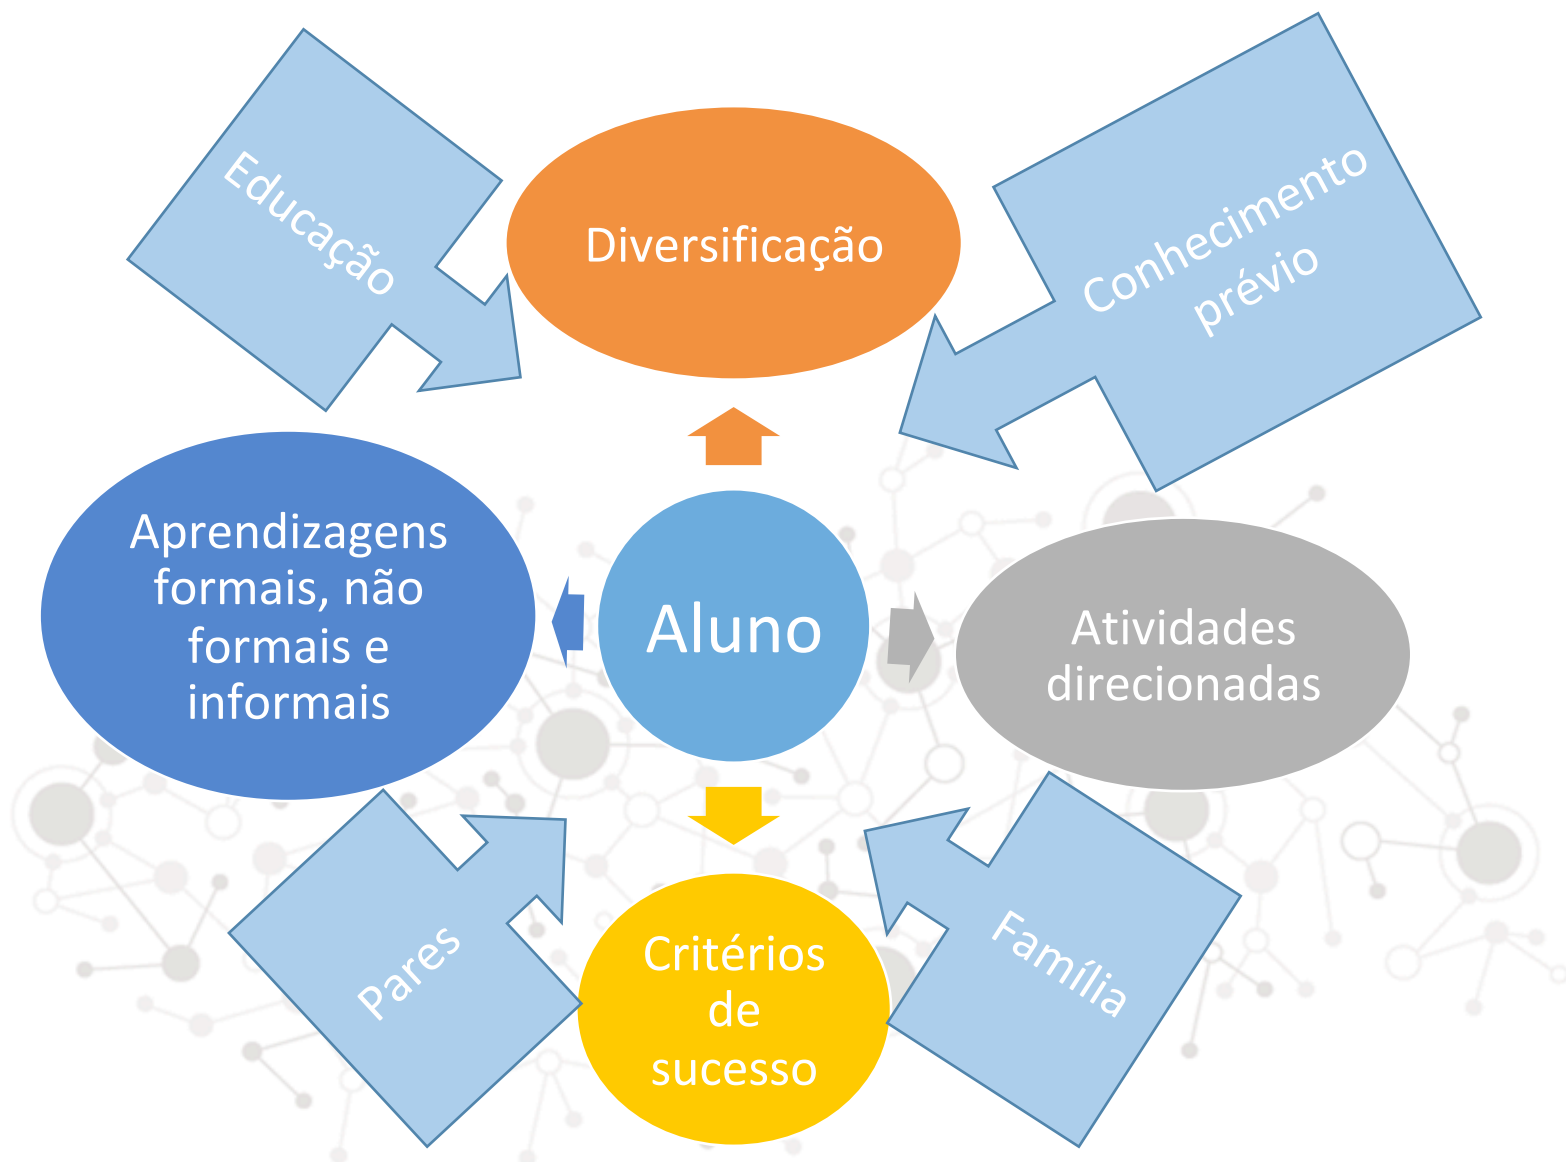 Educação
Diversificação
Conhecimento
prévio
Aprendizagens
formais, não
formais e
informais
Aluno
Atividades
direcionadas
Pares
Critérios
de
sucesso
Família